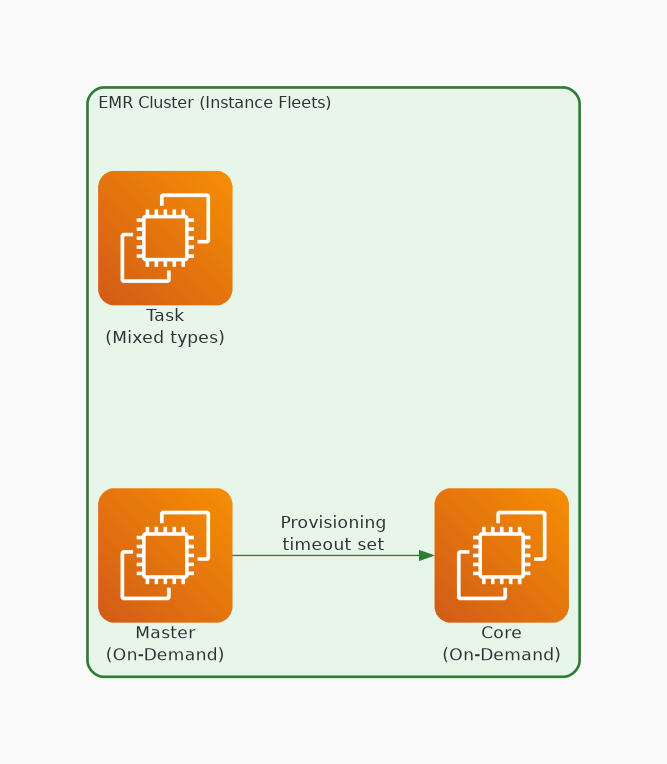 EMR Cluster (Instance Fleets)
Task
(Mixed types)
Provisioning
timeout set
Master
(On-Demand)
Core
(On-Demand)